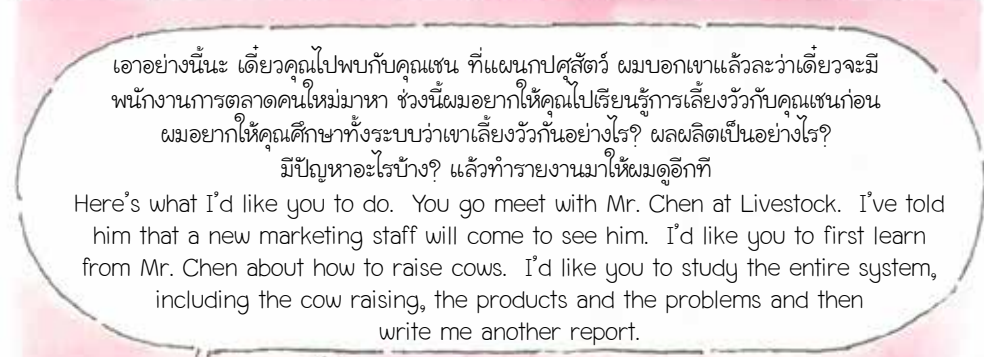 เอาอย่างนี้นะ เดี๋ยวคุณไปพบกับคุณเชน ที่แผนกปศุสัตว์ ผมบอกเขาแล้วละว่าเดี๋ยวจะมี
พนักงานการตลาดคนใหม่มาหา ช่วงนี้ผมอยากให้คุณไปเรียนรู้การเลี้ยงวัวกับคุณเชนก่อน
ผมอยากให้คุณศึกษาทั้งระบบว่าเขาเลี้ยงวัวกันอย่างไร? ผลผลิตเป็นอย่างไร?
มีปัญหาอะไรบ้าง? แล้วทำรายงานมาให้ผมดูอีกที
Here's what I'd like you to do. You go meet with Mr. Chen at Livestock. I've told
him that a new marketing staff will come to see him. I'd like you to first learn
from Mr. Chen about how to raise cows. I'd like you to study the entire system,
including the cow raising, the products and the problems and then
write me another report.